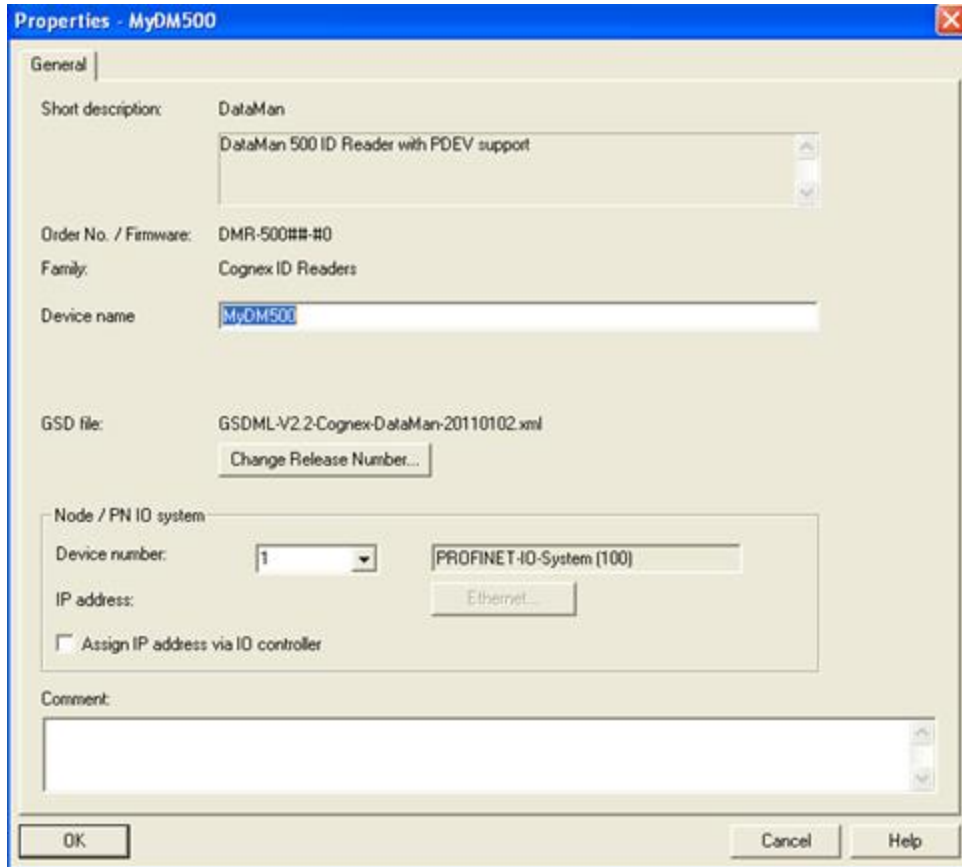 Properties - MyDM500
General
Short description: DataMan
DataMan 500 ID Reader with PDEV support
Order No. / Firmware: DMR-500##-#0
Family: Cognex ID Readers
Device name MyDM500
GSD file: GSDML-V2.2-Cognex-DataMan-20110102.xml
Change Release Number...
Node / PN IO system
Device number: 1 PROFINET-IO-System (100)
IP address: Ethernet...
Assign IP address via IO controller
Comment:
OK Cancel Help